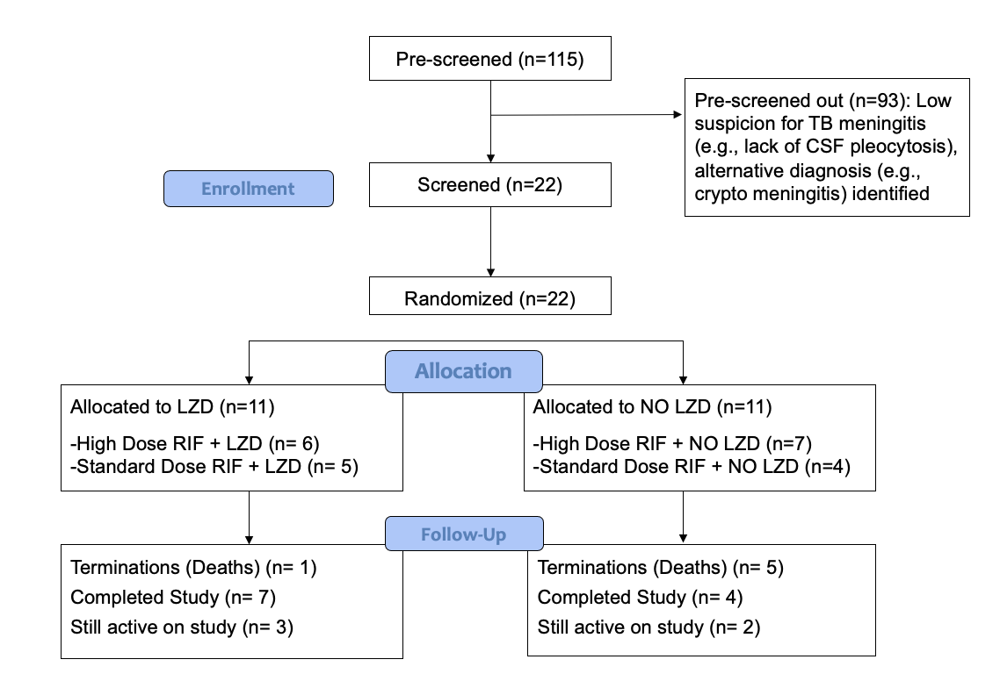 Pre-screened (n=115)
Pre-screened out (n=93): Low
suspicion for TB meningitis
(e.g., lack of CSF pleocytosis),
alternative diagnosis (e.g.,
crypto meningitis) identified
Enrollment
Screened (n=22)
Randomized (n=22)
Allocation
Allocated to LZD (n=11)
-High Dose RIF + LZD (n= 6)
-Standard Dose RIF + LZD (n= 5)
Allocated to NO LZD (n=11)
-High Dose RIF + NO LZD (n=7)
-Standard Dose RIF + NO LZD (n=4)
Follow-Up
Terminations (Deaths) (n= 1)
Completed Study (n= 7)
Still active on study (n= 3)
Terminations (Deaths) (n= 5)
Completed Study (n= 4)
Still active on study (n= 2)